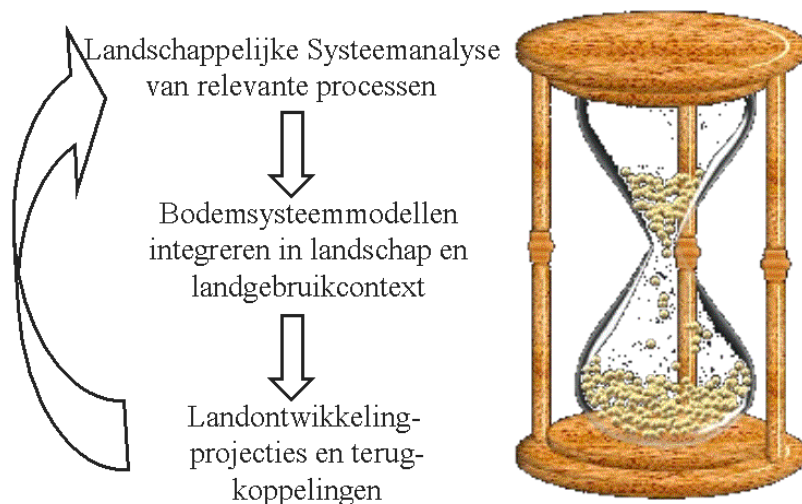 Landschappelijke Systeemanalyse
van relevante processen
Bodemsysteemmodellen
integreren in landschap en
landgebruikcontext
Landontwikkeling-
projecties en terug-
koppelingen